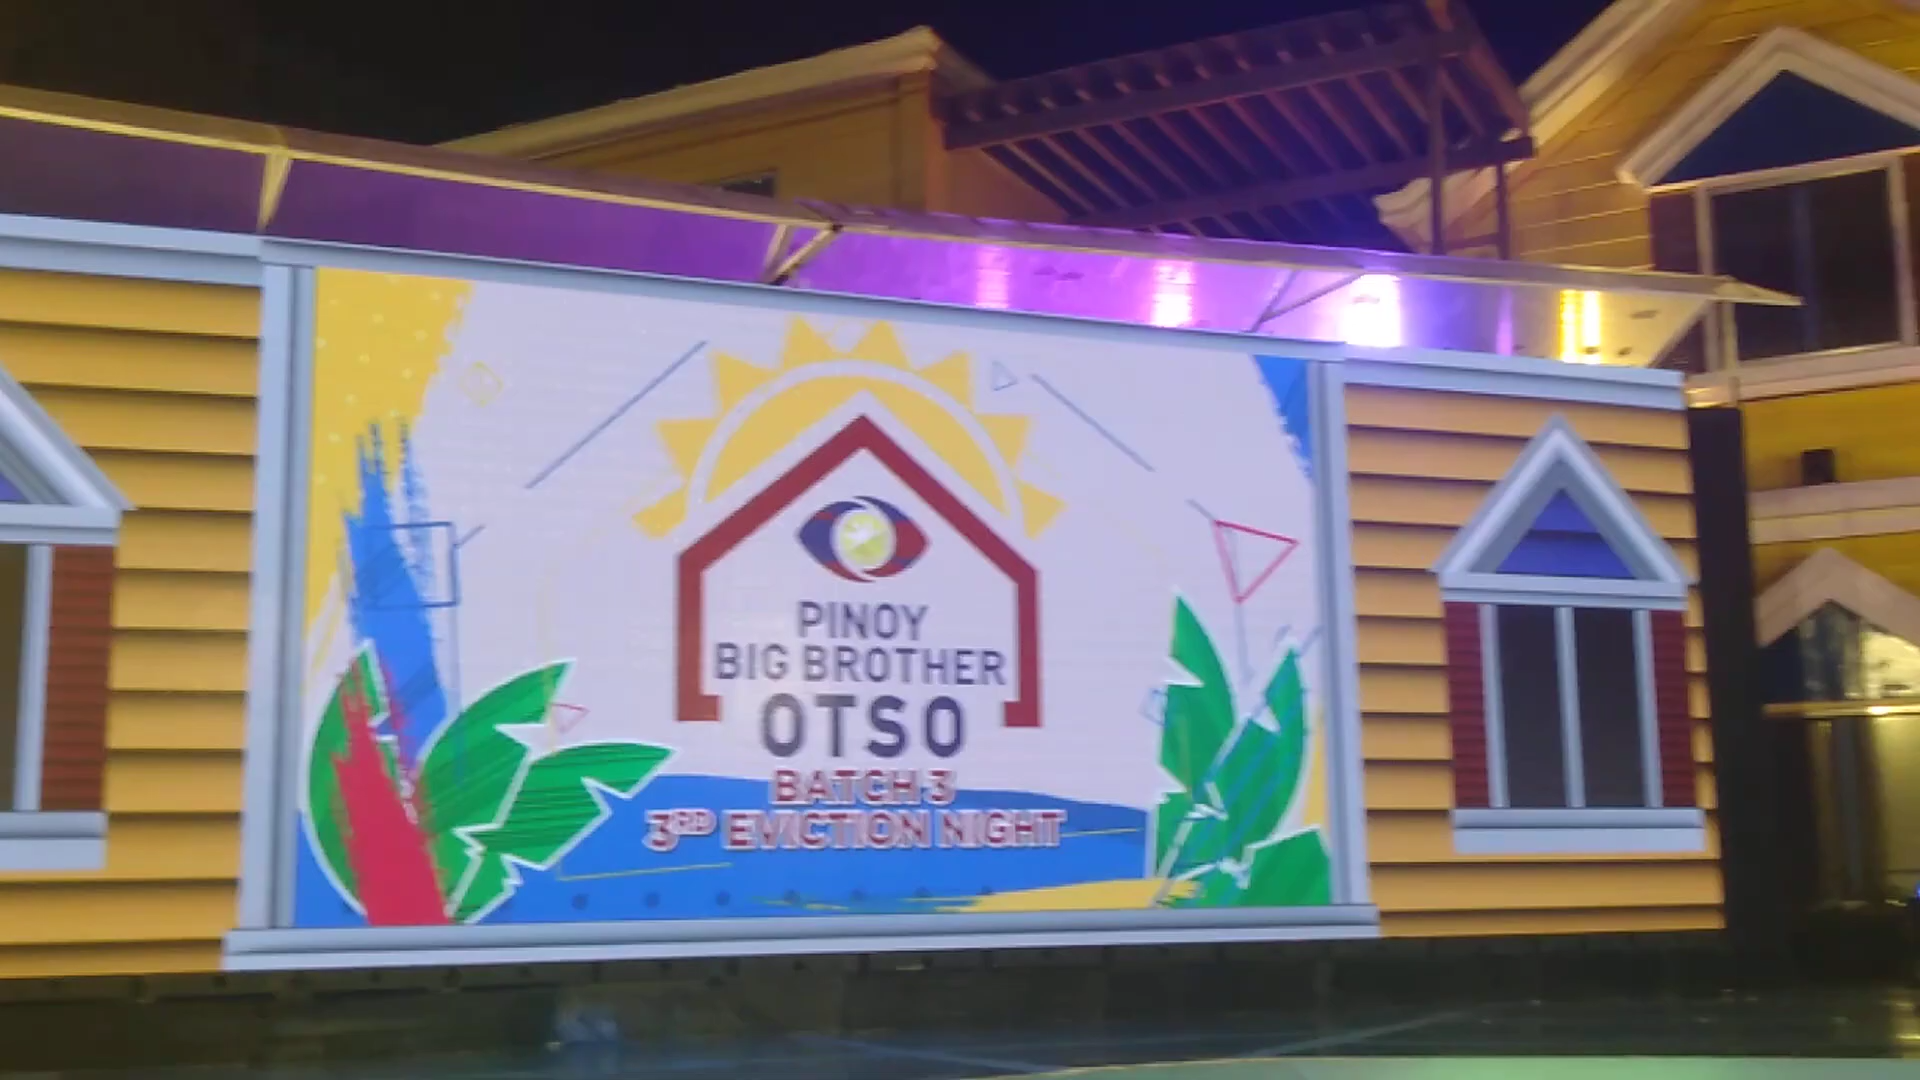 PINOY
BIG BROTHER
OTSO
BATCH 3
3RD EVICTION NIGHT